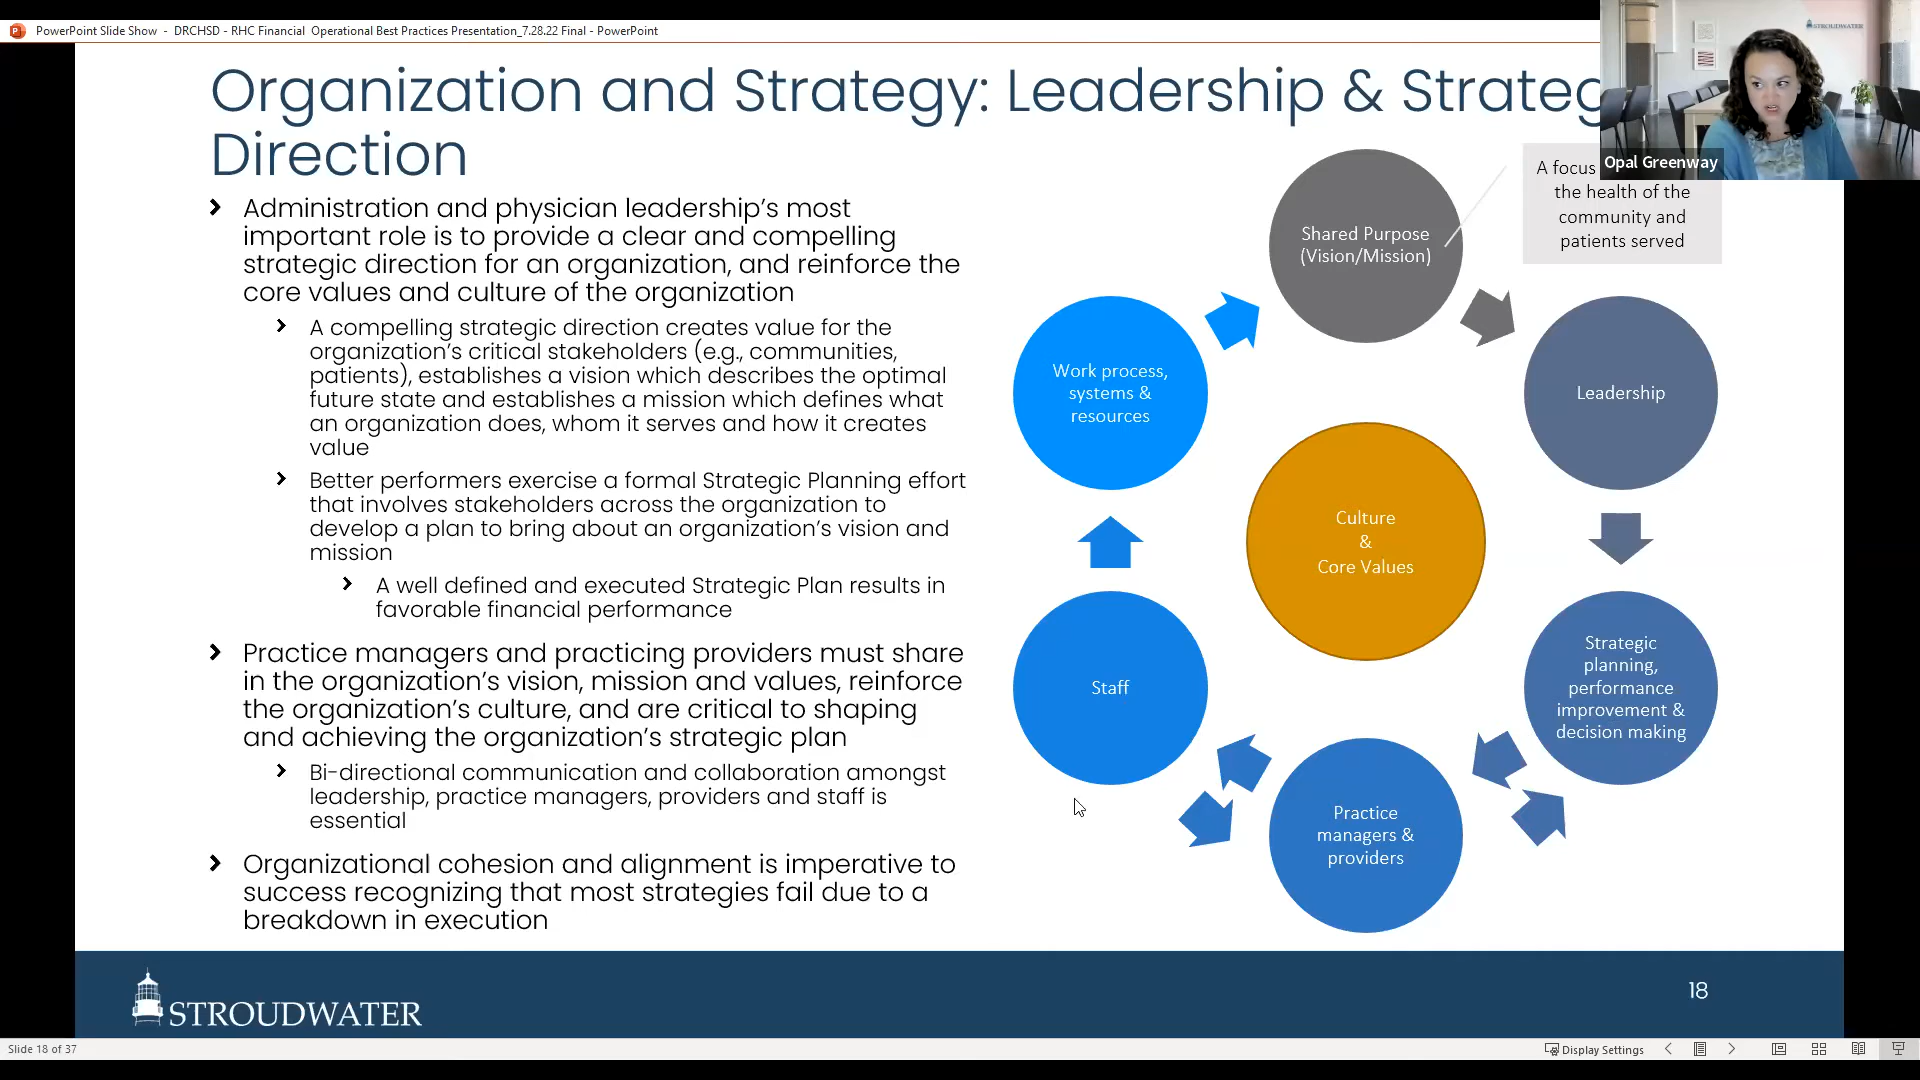 PowerPoint Slide Show - DRCHSD - RHC Financial Operational Best Practices Presentation_7.28.22 Final - PowerPoint
STROUDWATER
Opal Greenway
Organization and Strategy: Leadership & Strateg
Direction
Administration and physician leadership's most
important role is to provide a clear and compelling
strategic direction for an organization, and reinforce the
core values and culture of the organization
A compelling strategic direction creates value for the
organization's critical stakeholders (e.g., communities,
patients), establishes a vision which describes the optimal
future state and establishes a mission which defines what
an organization does, whom it serves and how it creates
value
Better performers exercise a formal Strategic Planning effort
that involves stakeholders across the organization to
develop a plan to bring about an organization's vision and
mission
A well defined and executed Strategic Plan results in
favorable financial performance
Practice managers and practicing providers must share
in the organization's vision, mission and values, reinforce
the organization's culture, and are critical to shaping
and achieving the organization's strategic plan
Bi-directional communication and collaboration amongst
leadership, practice managers, providers and staff is
essential
Organizational cohesion and alignment is imperative to
success recognizing that most strategies fail due to a
breakdown in execution
Shared Purpose
(Vision/Mission)
A focus
the health of the
community and
patients served
Leadership
Strategic
planning,
performance
improvement &
decision making
Practice
managers &
providers
Staff
Work process,
systems &
resources
Culture
&
Core Values
STROUDWATER
18
Slide 18 of 37
Display Settings